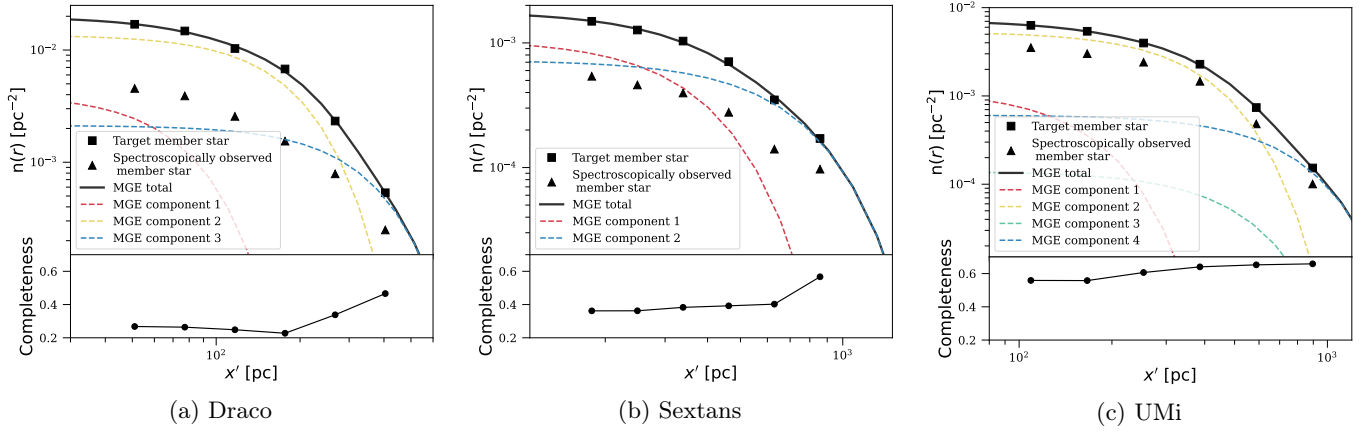 n(r) [pc⁻²]
10⁻²
10⁻³
Target member star
Spectroscopically observed
member star
MGE total
MGE component 1
MGE component 2
MGE component 3
Completeness
0.6
0.4
0.2
10²
x′ [pc]
(a) Draco
n(r) [pc⁻²]
10⁻³
10⁻⁴
Target member star
Spectroscopically observed
member star
MGE total
MGE component 1
MGE component 2
Completeness
0.6
0.4
0.2
10³
x′ [pc]
(b) Sextans
n(r) [pc⁻²]
10⁻²
10⁻³
10⁻⁴
Target member star
Spectroscopically observed
member star
MGE total
MGE component 1
MGE component 2
MGE component 3
MGE component 4
Completeness
0.6
0.4
0.2
10²
10³
x′ [pc]
(c) UMi